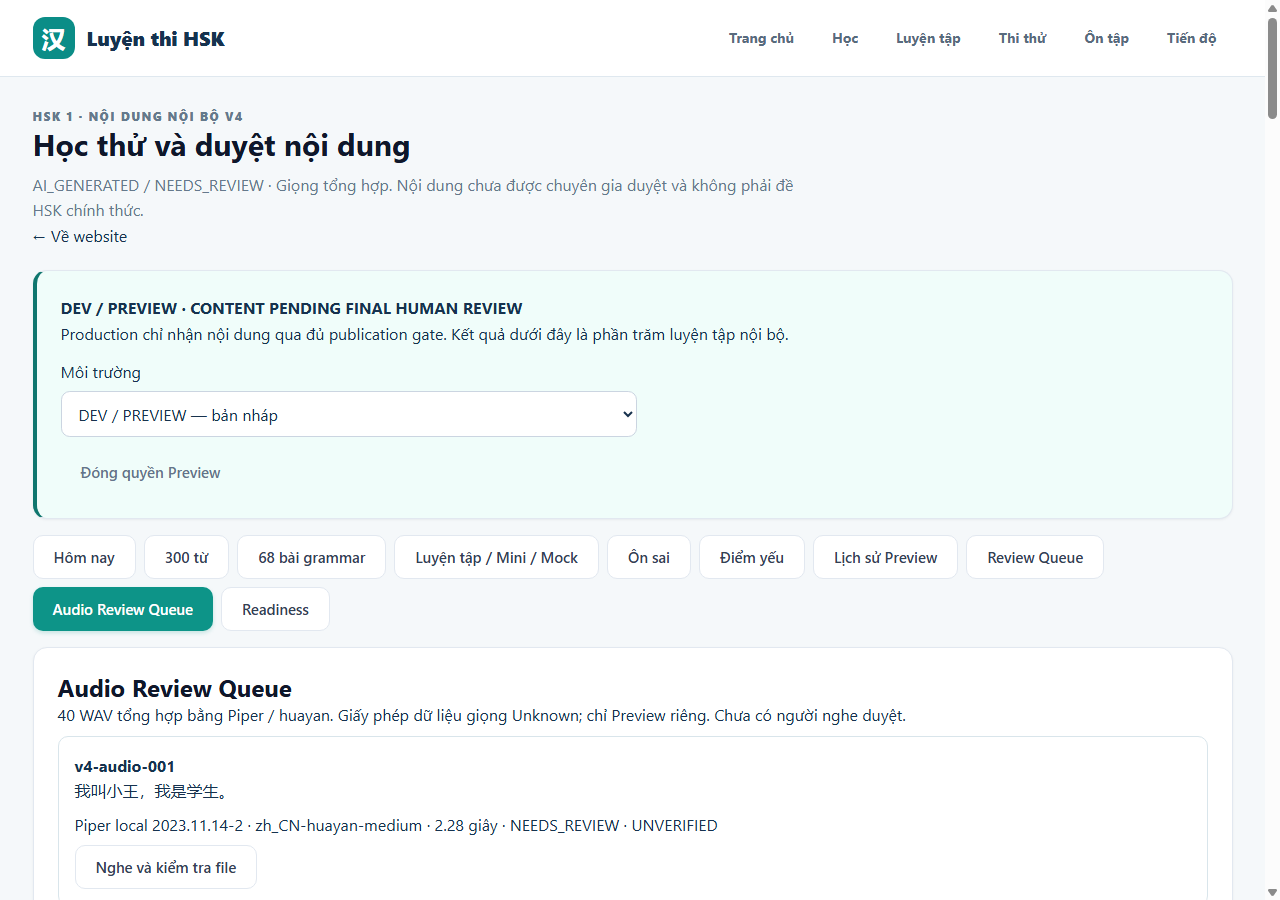 汉 Luyện thi HSK
Trang chủ Học Luyện tập Thi thử Ôn tập Tiến độ
HSK 1 · NỘI DUNG NỘI BỘ V4
Học thử và duyệt nội dung
AI_GENERATED / NEEDS_REVIEW · Giọng tổng hợp. Nội dung chưa được chuyên gia duyệt và không phải đề
HSK chính thức.
← Về website
DEV / PREVIEW · CONTENT PENDING FINAL HUMAN REVIEW
Production chỉ nhận nội dung qua đủ publication gate. Kết quả dưới đây là phần trăm luyện tập nội bộ.
Môi trường
DEV / PREVIEW — bản nháp
Đóng quyền Preview
Hôm nay 300 từ 68 bài grammar Luyện tập / Mini / Mock Ôn sai Điểm yếu Lịch sử Preview Review Queue
Audio Review Queue Readiness
Audio Review Queue
40 WAV tổng hợp bằng Piper / huayan. Giấy phép dữ liệu giọng Unknown; chỉ Preview riêng. Chưa có người nghe duyệt.
v4-audio-001
我叫小王，我是学生。
Piper local 2023.11.14-2 · zh_CN-huayan-medium · 2.28 giây · NEEDS_REVIEW · UNVERIFIED
Nghe và kiểm tra file